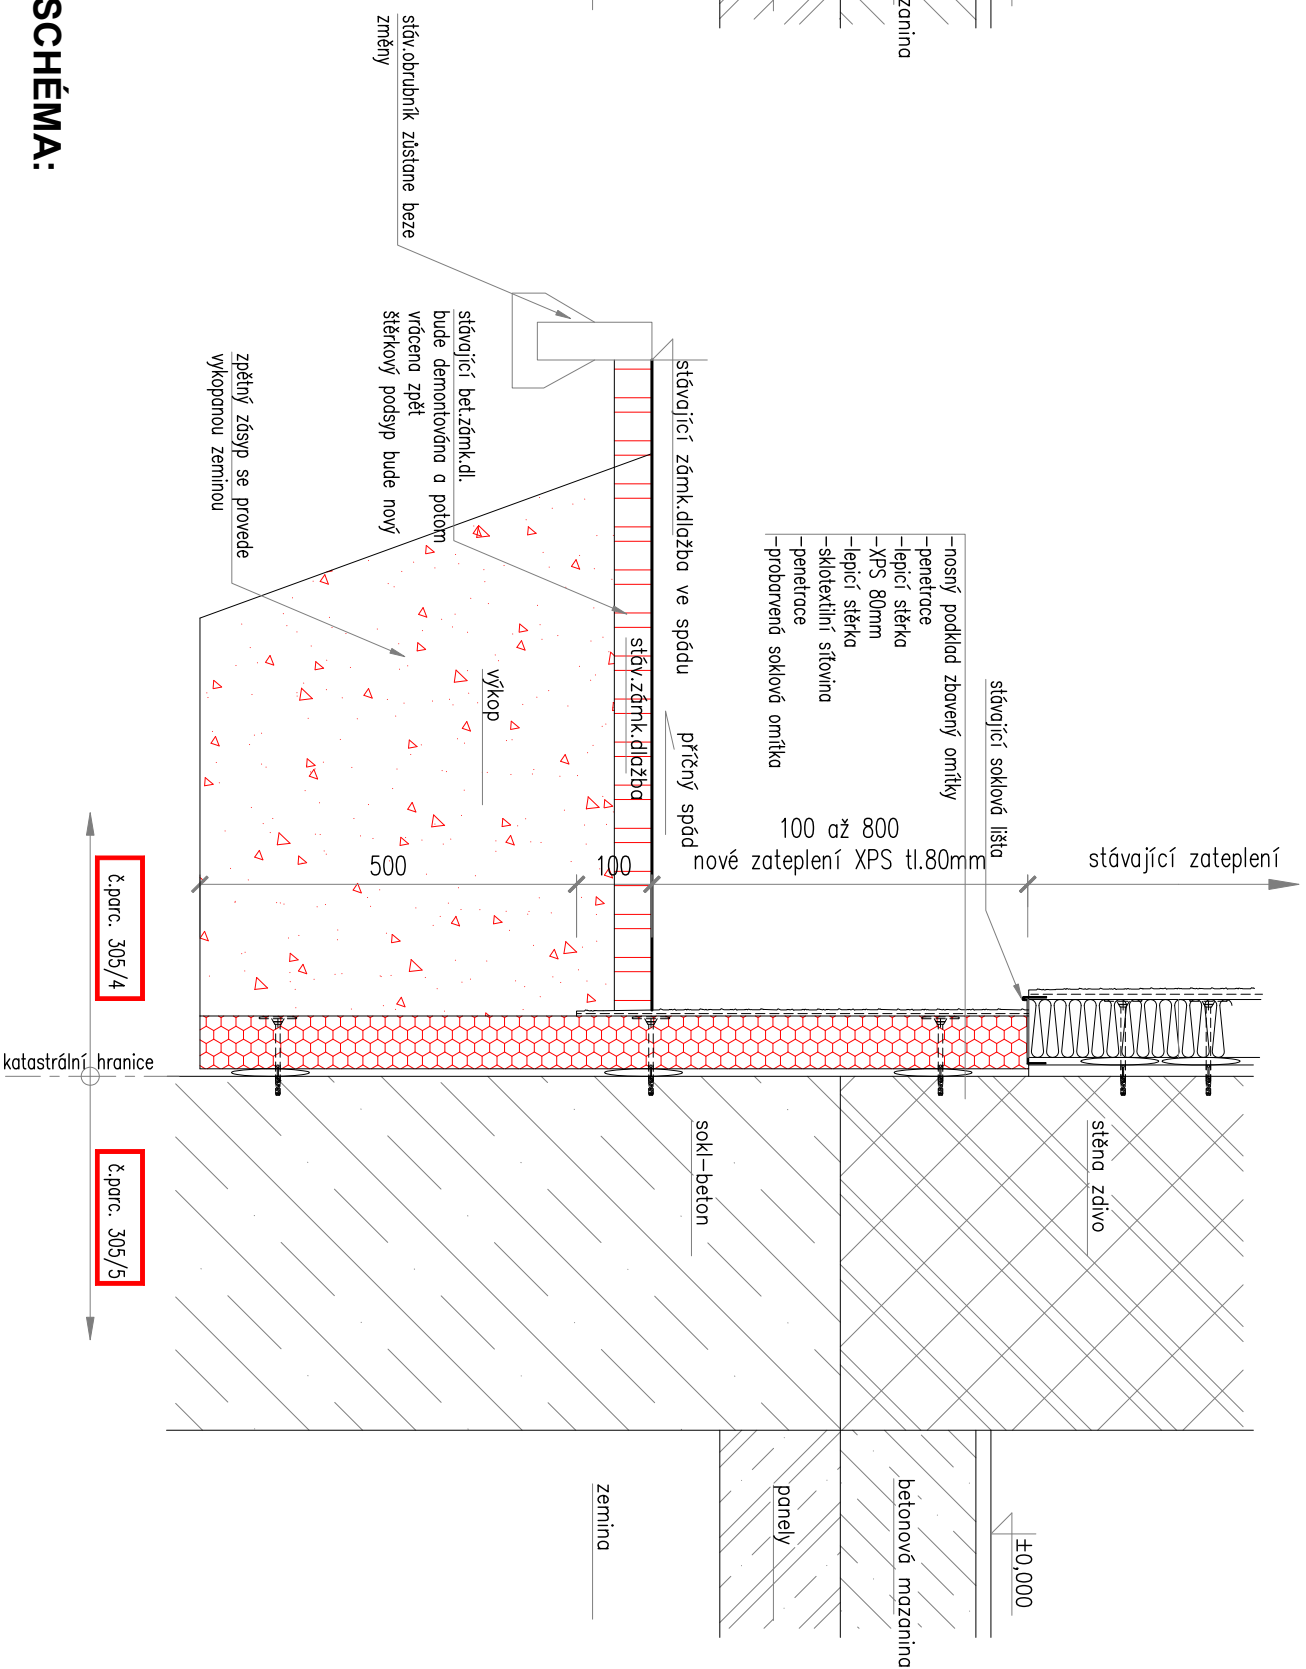 SCHÉMA:
zanina
stáv.obrubník zůstane beze
změny
stávající bet.zámk.dl.
bude demontována a potom
vrácena zpět
štěrkový podsyp bude nový
zpětný zásyp se provede
vykopanou zeminou
stávající zámk.dlažba ve spádu
příčný spád
stáv.zámk.dlažba
výkop
-nosný podklad zbavený omítky
-penetrace
-lepicí stěrka
-XPS 80mm
-lepicí stěrka
-sklotextilní síťovina
-penetrace
-probarvená soklová omítka
stávající soklová lišta
500
100
100 až 800
nové zateplení XPS tl.80mm
stávající zateplení
č.parc. 305/4
katastrální hranice
č.parc. 305/5
sokl-beton
stěna zdivo
zemina
panely
betonová mazanina
±0,000